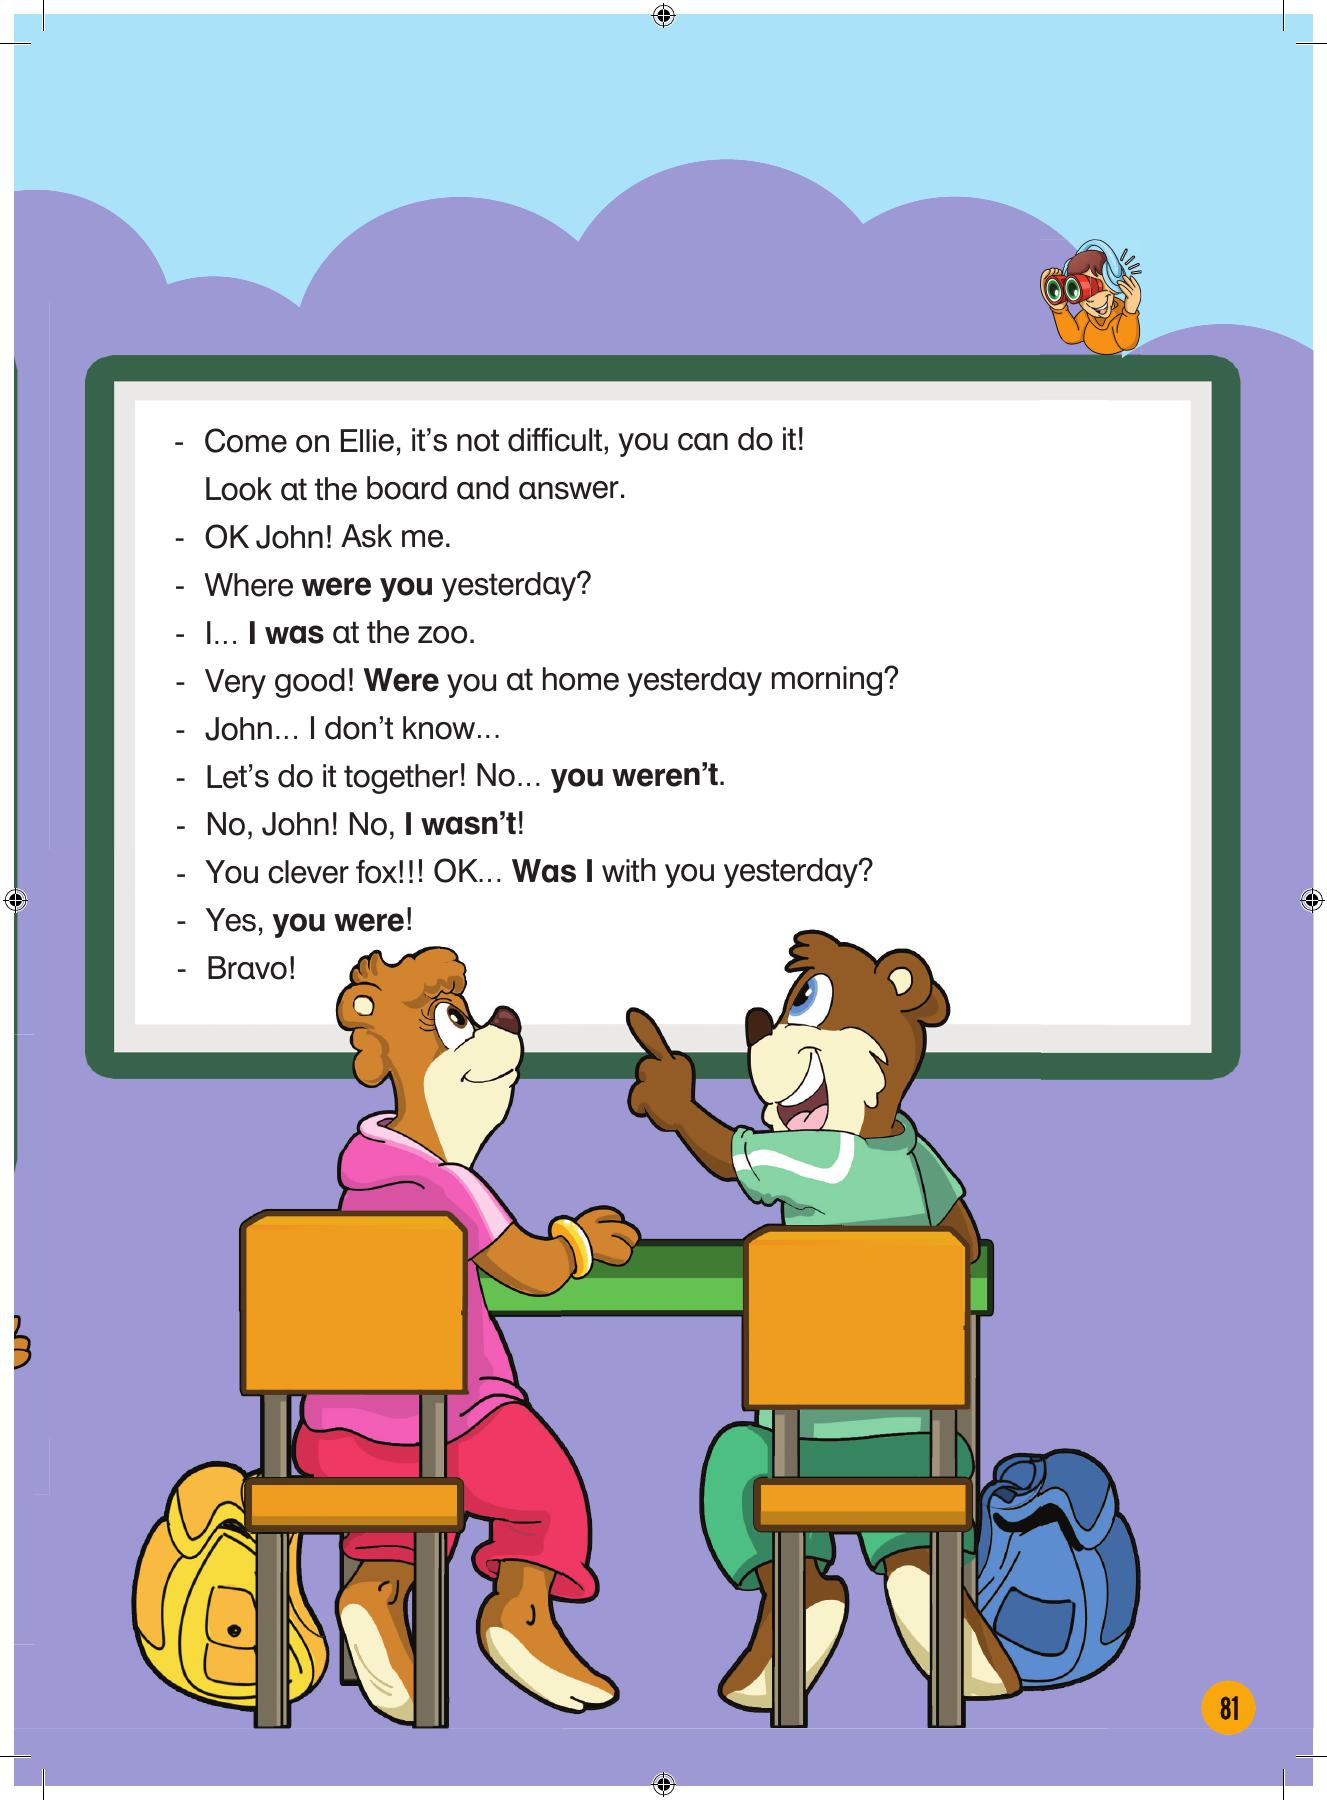 - Come on Ellie, it’s not difficult, you can do it!
Look at the board and answer.
- OK John! Ask me.
- Where were you yesterday?
- I... I was at the zoo.
- Very good! Were you at home yesterday morning?
- John... I don’t know...
- Let’s do it together! No... you weren’t.
- No, John! No, I wasn’t!
- You clever fox!!! OK... Was I with you yesterday?
- Yes, you were!
- Bravo!
81